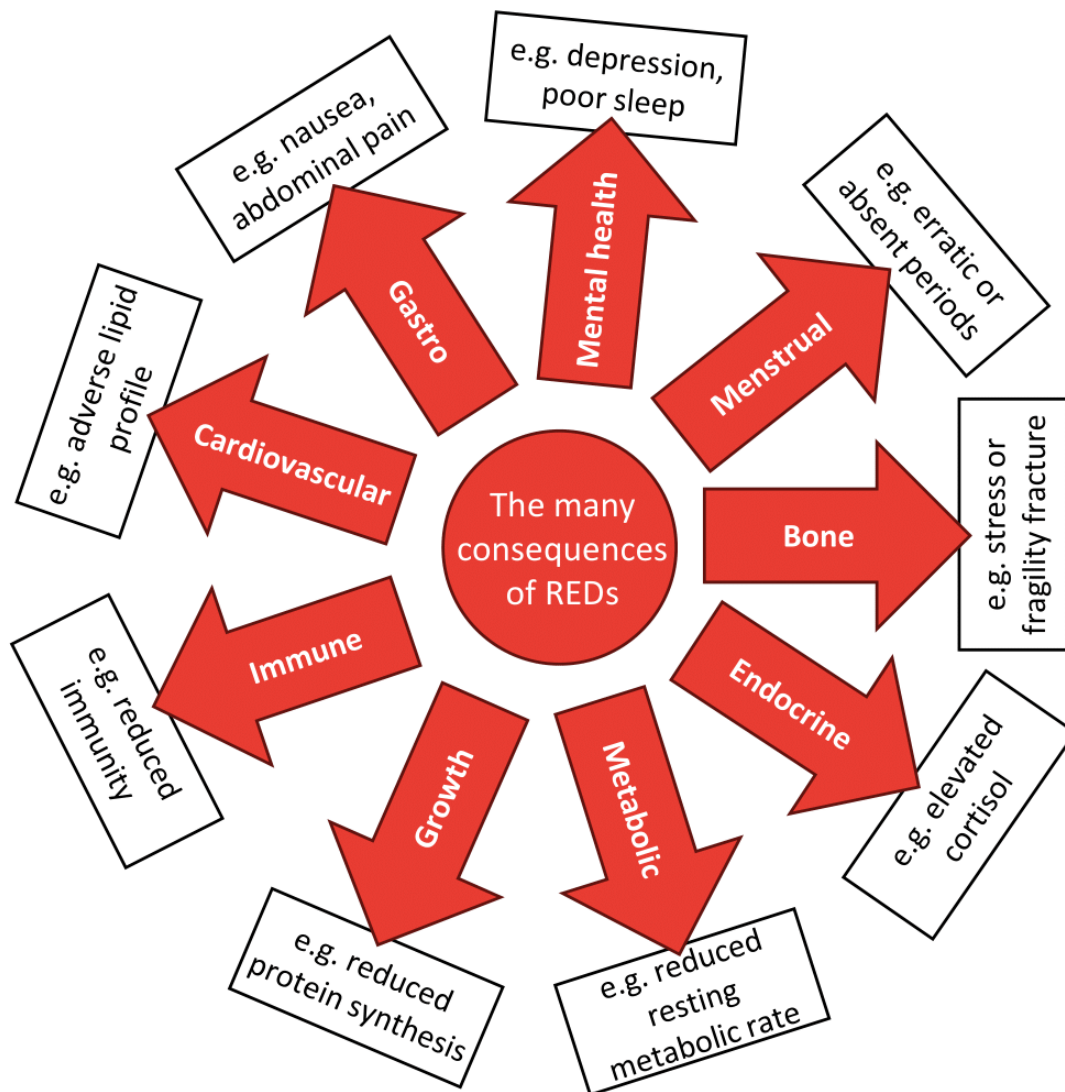 The many
consequences
of REDs
Mental health
e.g. depression,
poor sleep
Menstrual
e.g. erratic or
absent periods
Bone
e.g. stress or
fragility fracture
Endocrine
e.g. elevated
cortisol
Metabolic
e.g. reduced
resting
metabolic rate
Growth
e.g. reduced
protein synthesis
Immune
e.g. reduced
immunity
Cardiovascular
e.g. adverse lipid
profile
Gastro
e.g. nausea,
abdominal pain